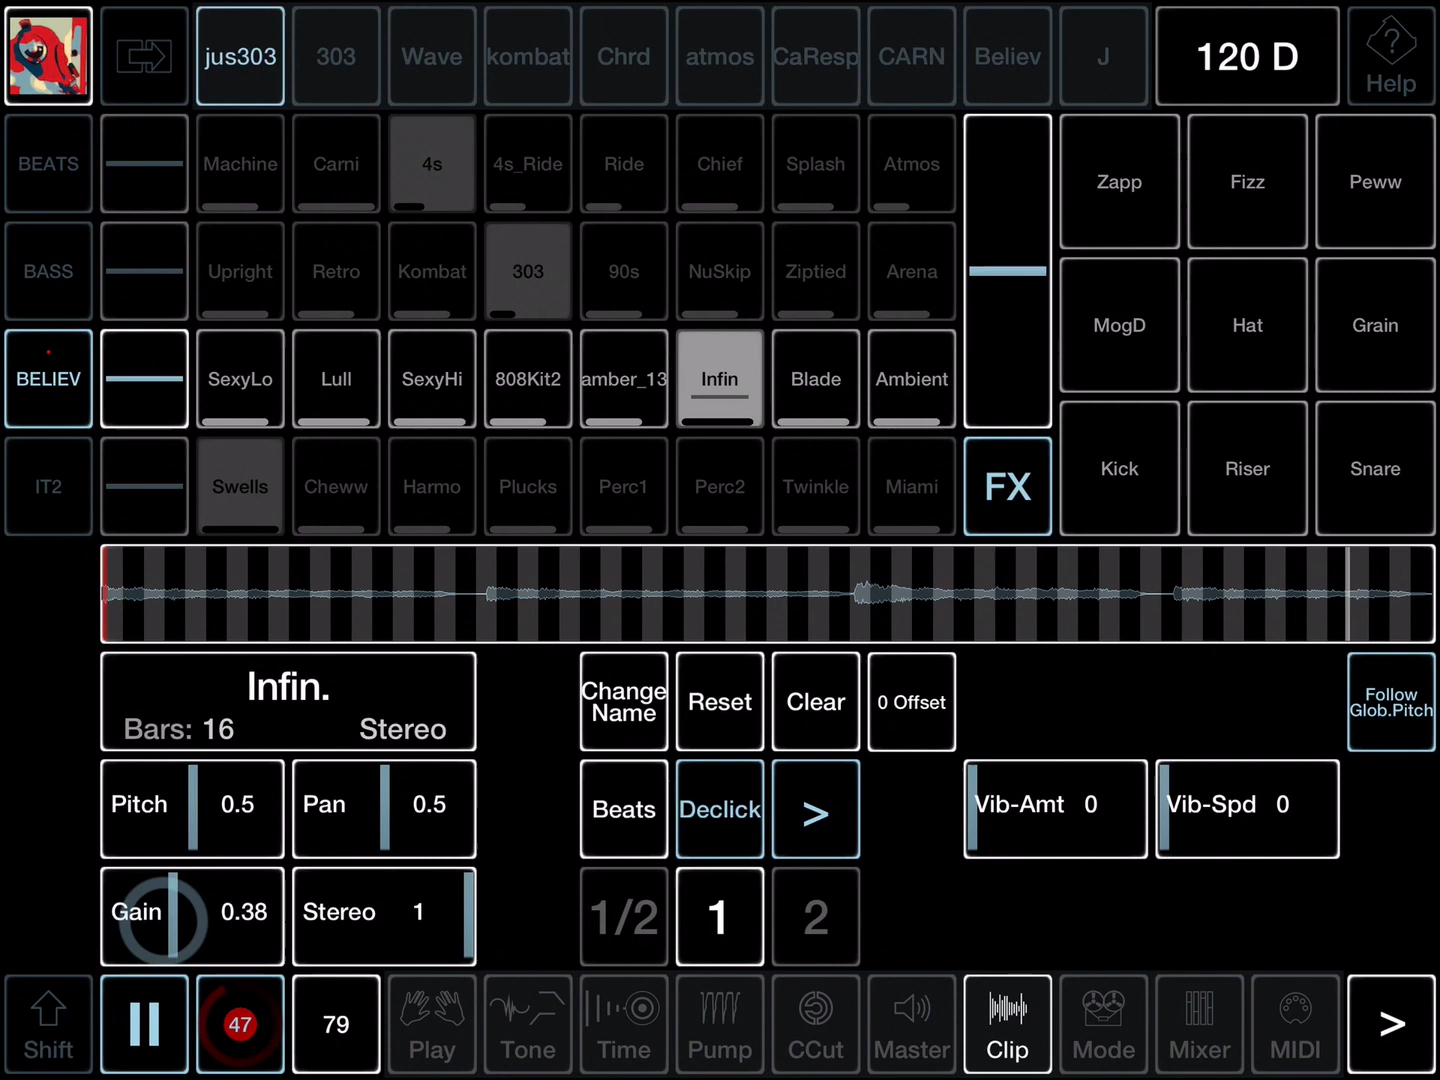 jus303
303
Wave
kombat
Chrd
atmos
CaResp
CARN
Believ
J
120 D
?
Help
BEATS
Machine
Carni
4s
4s_Ride
Ride
Chief
Splash
Atmos
Zapp
Fizz
Peww
BASS
Upright
Retro
Kombat
303
90s
NuSkip
Ziptied
Arena
MogD
Hat
Grain
BELIEV
SexyLo
Lull
SexyHi
808Kit2
amber_13
Infin
Blade
Ambient
IT2
Swells
Cheww
Harmo
Plucks
Perc1
Perc2
Twinkle
Miami
FX
Kick
Riser
Snare
Infin.
Bars: 16
Stereo
Change
Name
Reset
Clear
0 Offset
Follow
Glob.Pitch
Pitch 0.5
Pan 0.5
Beats
Declick
>
Vib-Amt 0
Vib-Spd 0
Gain 0.38
Stereo 1
1/2
1
2
Shift
47
79
Play
Tone
Time
Pump
CCut
Master
Clip
Mode
Mixer
MIDI
>